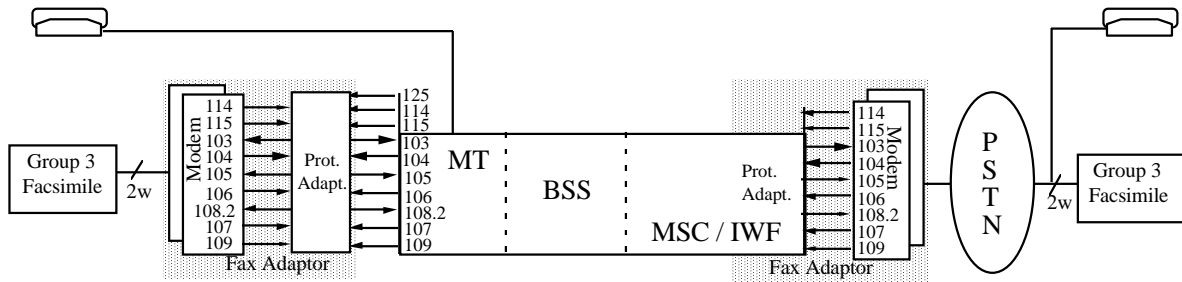 Group 3
Facsimile
2w
Modem
114
115
103
104
105
106
108.2
107
109
Prot.
Adapt.
Fax Adaptor
125
114
115
103
104
105
106
108.2
107
109
MT
BSS
MSC / IWF
Prot.
Adapt.
114
115
103
104
105
106
108.2
107
109
Modem
Fax Adaptor
P
S
T
N
2w
Group 3
Facsimile